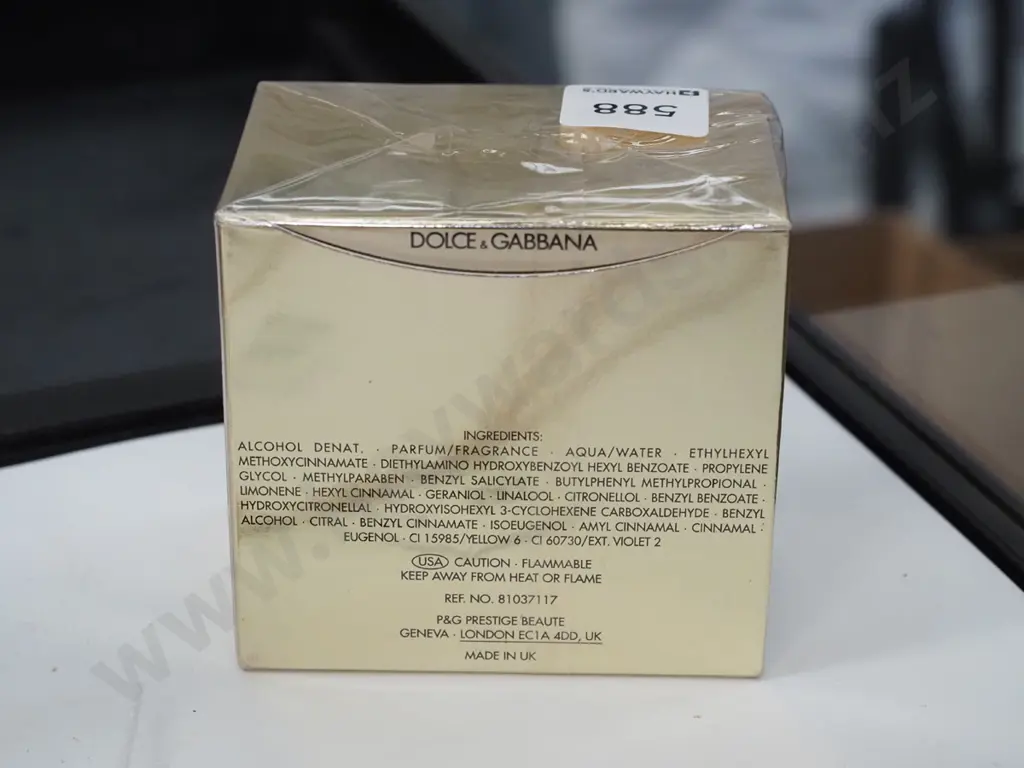 HAYWARD'S
588
DOLCE & GABBANA
INGREDIENTS:
ALCOHOL DENAT. · PARFUM/FRAGRANCE · AQUA/WATER · ETHYLHEXYL
METHOXYCINNAMATE · DIETHYLAMINO HYDROXYBENZOYL HEXYL BENZOATE · PROPYLENE
GLYCOL · METHYLPARABEN · BENZYL SALICYLATE · BUTYLPHENYL METHYLPROPIONAL ·
LIMONENE · HEXYL CINNAMAL · GERANIOL · LINALOOL · CITRONELLOL · BENZYL BENZOATE ·
HYDROXYCITRONELLAL · HYDROXYISOHEXYL 3-CYCLOHEXENE CARBOXALDEHYDE · BENZYL
ALCOHOL · CITRAL · BENZYL CINNAMATE · ISOEUGENOL · AMYL CINNAMAL · CINNAMAL ·
EUGENOL · CI 15985/YELLOW 6 · CI 60730/EXT. VIOLET 2
USA CAUTION · FLAMMABLE
KEEP AWAY FROM HEAT OR FLAME
REF. NO. 81037117
P&G PRESTIGE BEAUTE
GENEVA · LONDON EC1A 4DD, UK
MADE IN UK